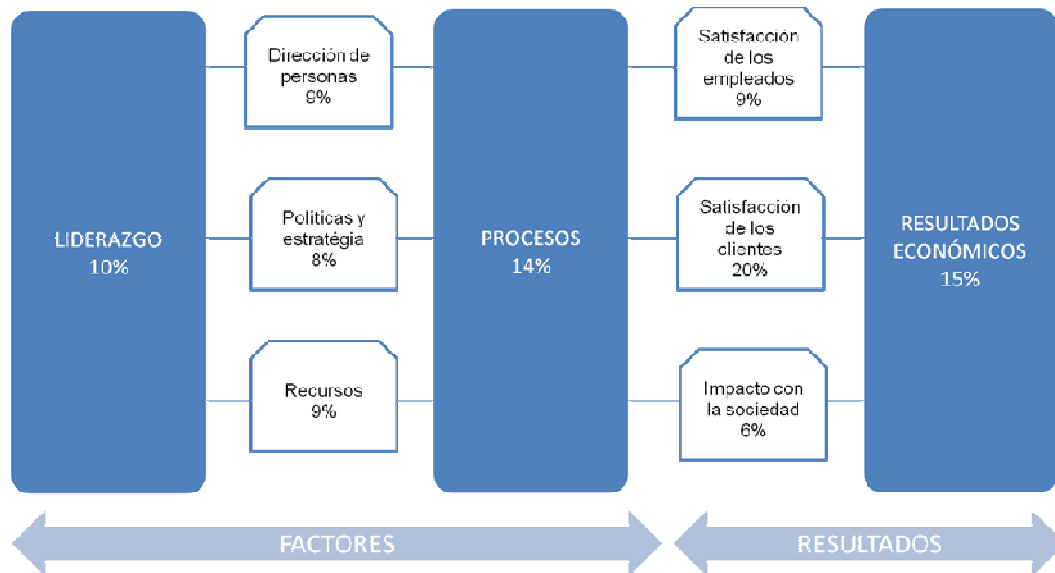 LIDERAZGO
10%
Dirección de
personas
9%
Políticas y
estratégia
8%
Recursos
9%
PROCESOS
14%
Satisfacción
de los
empleados
9%
Satisfacción
de los
clientes
20%
Impacto con
la sociedad
6%
RESULTADOS
ECONÓMICOS
15%
FACTORES
RESULTADOS